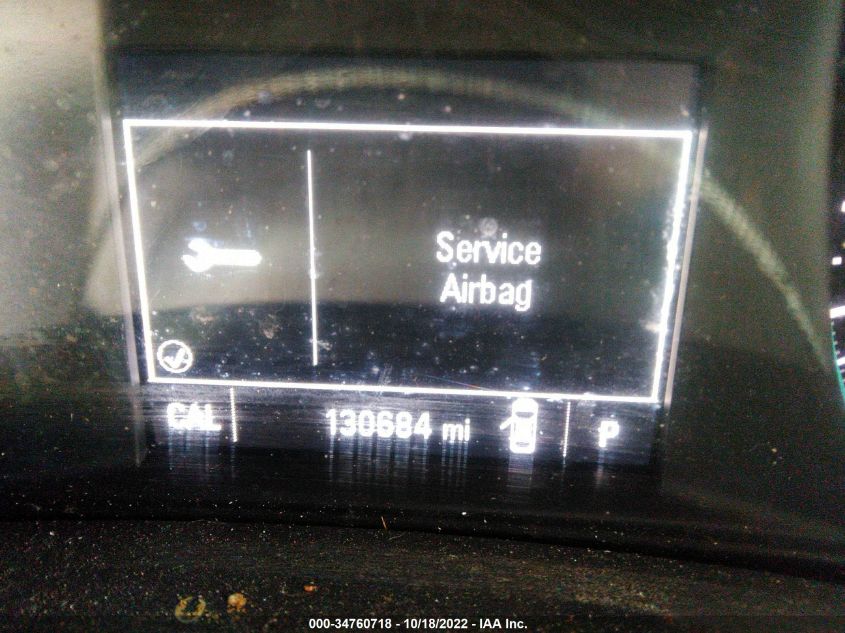 Service
Airbag
CAL 130684 mi P
000-34760718 - 10/18/2022 - IAA Inc.